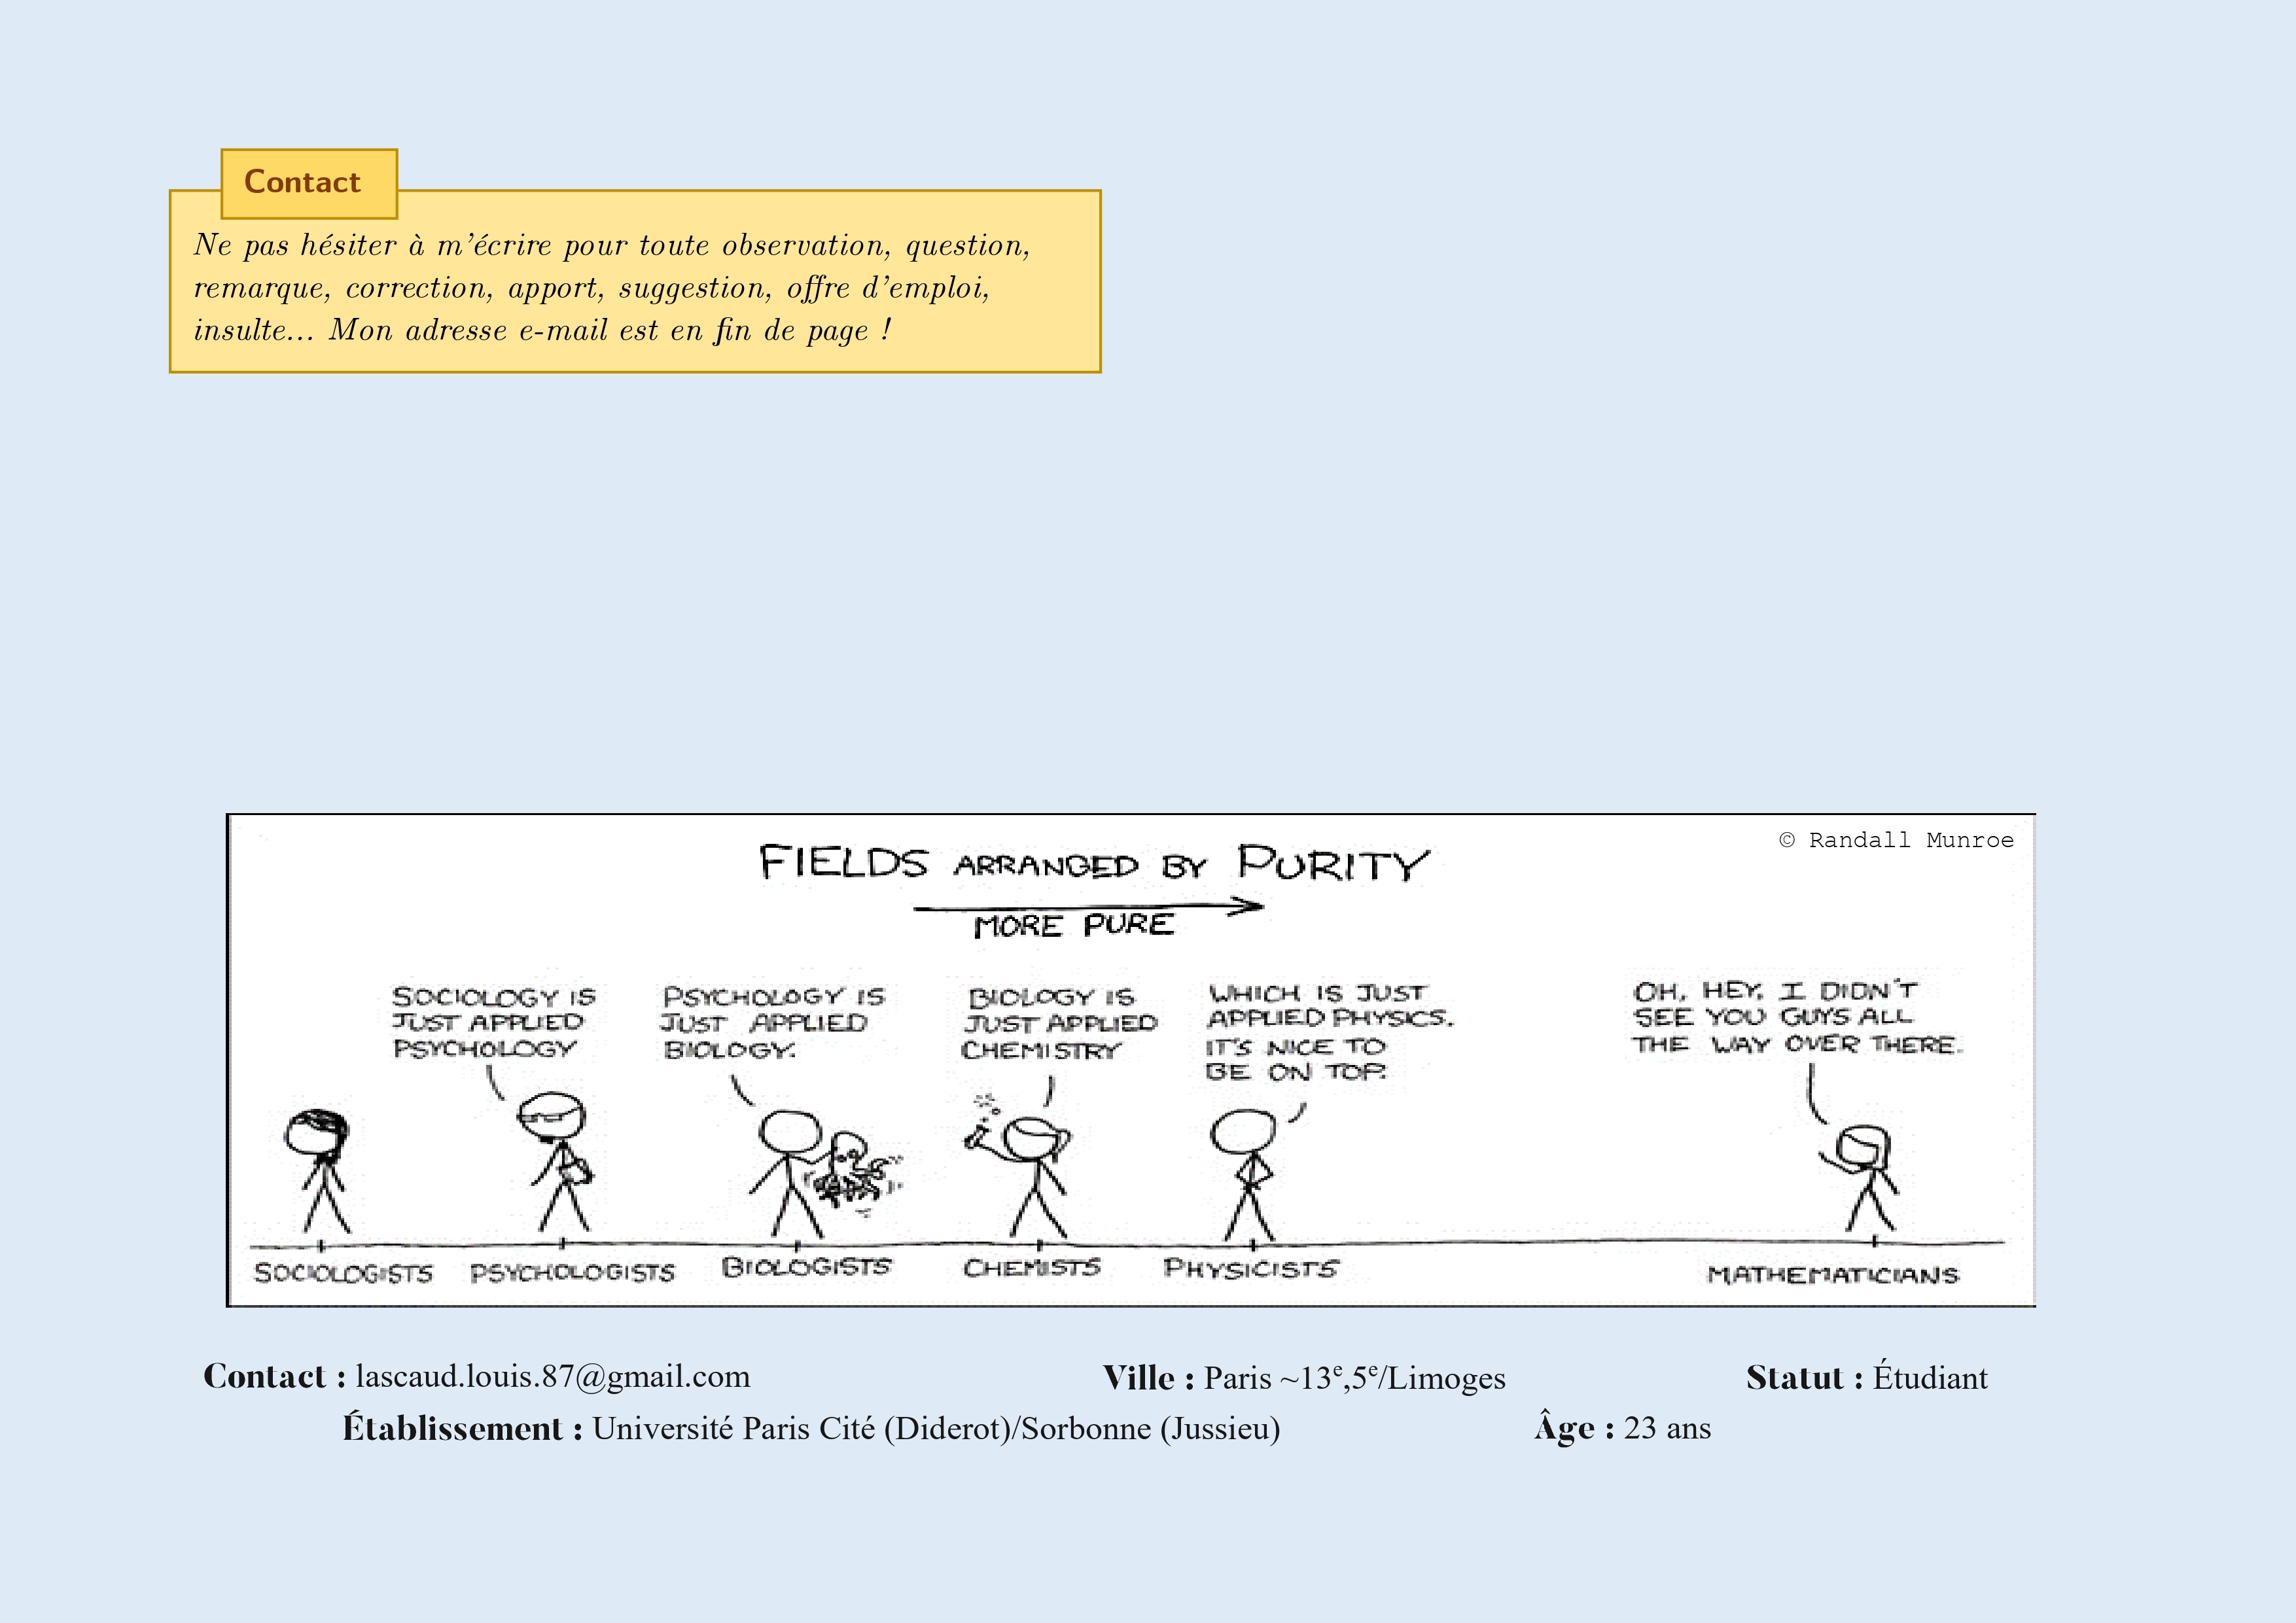 Contact
Ne pas hésiter à m'écrire pour toute observation, question,
remarque, correction, apport, suggestion, offre d'emploi,
insulte... Mon adresse e-mail est en fin de page !
© Randall Munroe
FIELDS ARRANGED BY PURITY
MORE PURE
SOCIOLOGY IS
JUST APPLIED
PSYCHOLOGY
PSYCHOLOGY IS
JUST APPLIED
BIOLOGY.
BIOLOGY IS
JUST APPLIED
CHEMISTRY
WHICH IS JUST
APPLIED PHYSICS.
IT'S NICE TO
BE ON TOP.
OH, HEY, I DIDN'T
SEE YOU GUYS ALL
THE WAY OVER THERE.
SOCIOLOGISTS
PSYCHOLOGISTS
BIOLOGISTS
CHEMISTS
PHYSICISTS
MATHEMATICIANS
Contact : lascaud.louis.87@gmail.com Ville : Paris ~13e,5e/Limoges Statut : Étudiant
Établissement : Université Paris Cité (Diderot)/Sorbonne (Jussieu) Âge : 23 ans